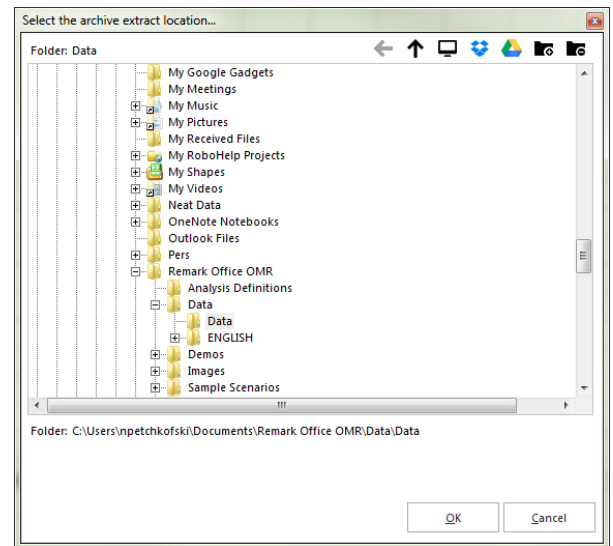 Select the archive extract location...
Folder: Data
My Google Gadgets
My Meetings
My Music
My Pictures
My Received Files
My RoboHelp Projects
My Shapes
My Videos
Neat Data
OneNote Notebooks
Outlook Files
Pers
Remark Office OMR
Analysis Definitions
Data
Data
ENGLISH
Demos
Images
Sample Scenarios
Folder: C:\Users\npetchkofski\Documents\Remark Office OMR\Data\Data
OK
Cancel